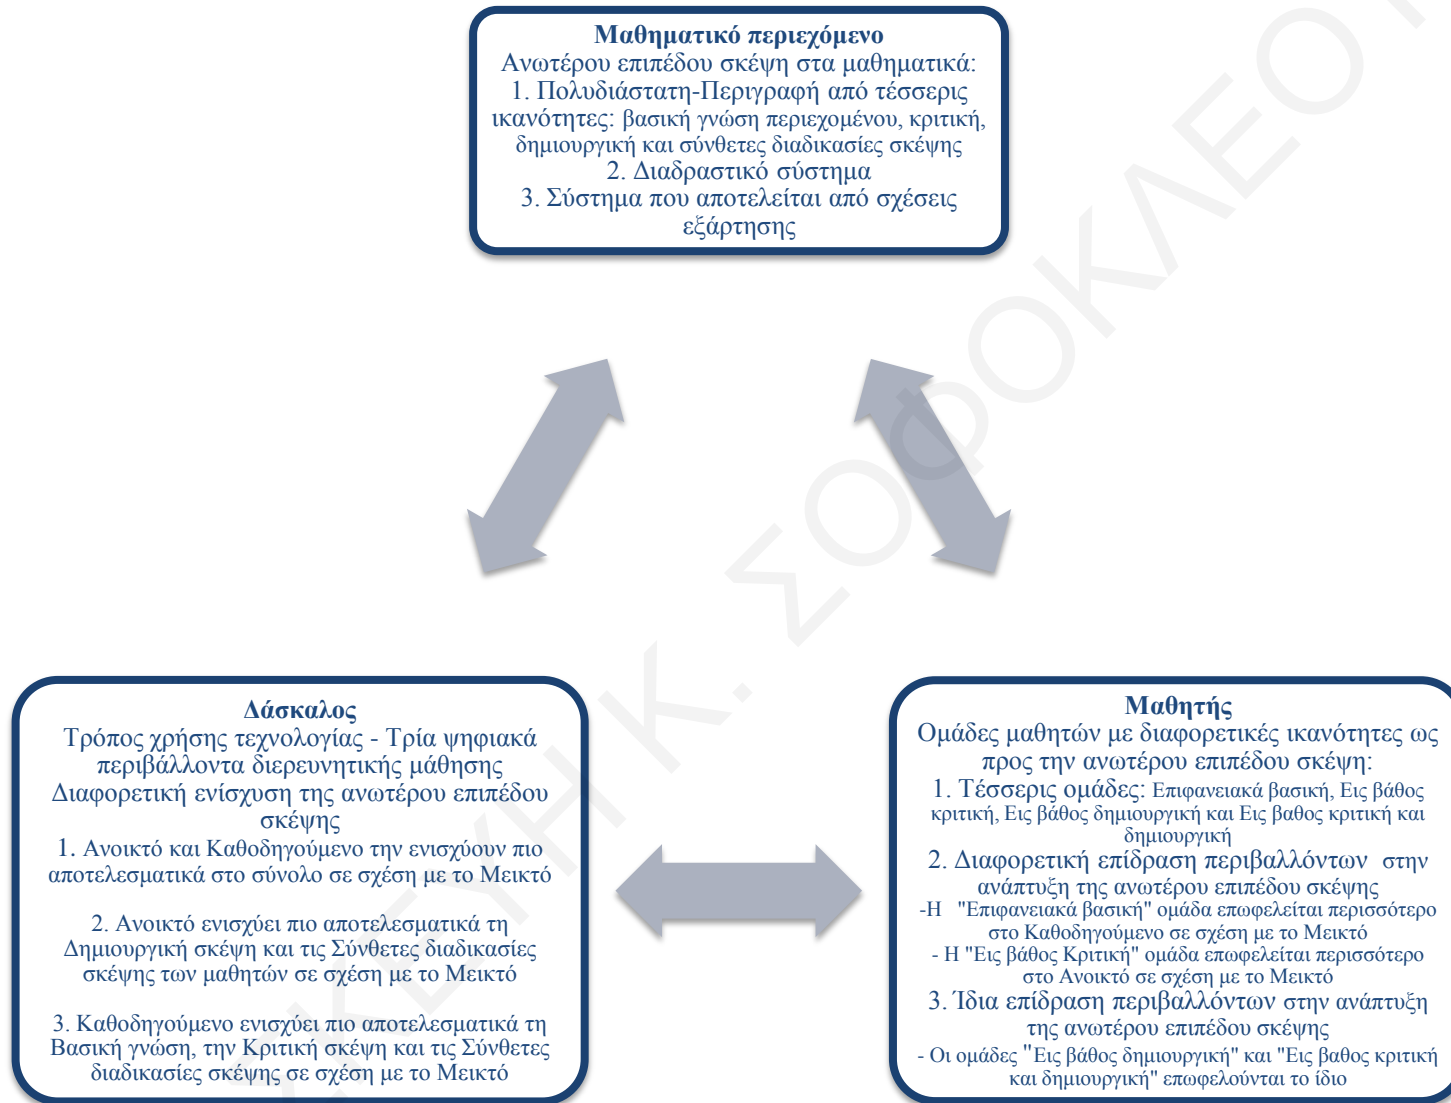 Μαθηματικό περιεχόμενο
Ανωτέρου επιπέδου σκέψη στα μαθηματικά:
1. Πολυδιάστατη-Περιγραφή από τέσσερις
ικανότητες: βασική γνώση περιεχομένου, κριτική,
δημιουργική και σύνθετες διαδικασίες σκέψης
2. Διαδραστικό σύστημα
3. Σύστημα που αποτελείται από σχέσεις
εξάρτησης
Δάσκαλος
Τρόπος χρήσης τεχνολογίας - Τρία ψηφιακά
περιβάλλοντα διερευνητικής μάθησης
Διαφορετική ενίσχυση της ανωτέρου επιπέδου
σκέψης
1. Ανοικτό και Καθοδηγούμενο την ενισχύουν πιο
αποτελεσματικά στο σύνολο σε σχέση με το Μεικτό
2. Ανοικτό ενισχύει πιο αποτελεσματικά τη
Δημιουργική σκέψη και τις Σύνθετες διαδικασίες
σκέψης των μαθητών σε σχέση με το Μεικτό
3. Καθοδηγούμενο ενισχύει πιο αποτελεσματικά τη
Βασική γνώση, την Κριτική σκέψη και τις Σύνθετες
διαδικασίες σκέψης σε σχέση με το Μεικτό
Μαθητής
Ομάδες μαθητών με διαφορετικές ικανότητες ως
προς την ανωτέρου επιπέδου σκέψη:
1. Τέσσερις ομάδες: Επιφανειακά βασική, Εις βάθος
κριτική, Εις βάθος δημιουργική και Εις βαθος κριτική και
δημιουργική
2. Διαφορετική επίδραση περιβαλλόντων στην
ανάπτυξη της ανωτέρου επιπέδου σκέψης
-Η "Επιφανειακά βασική" ομάδα επωφελείται περισσότερο
στο Καθοδηγούμενο σε σχέση με το Μεικτό
- Η "Εις βάθος Κριτική" ομάδα επωφελείται περισσότερο
στο Ανοικτό σε σχέση με το Μεικτό
3. Ίδια επίδραση περιβαλλόντων στην ανάπτυξη
της ανωτέρου επιπέδου σκέψης
- Οι ομάδες "Εις βάθος δημιουργική" και "Εις βαθος κριτική
και δημιουργική" επωφελούνται το ίδιο
ΣΚΕΥΗ Κ. ΣΟΦΟΚΛΕΟ